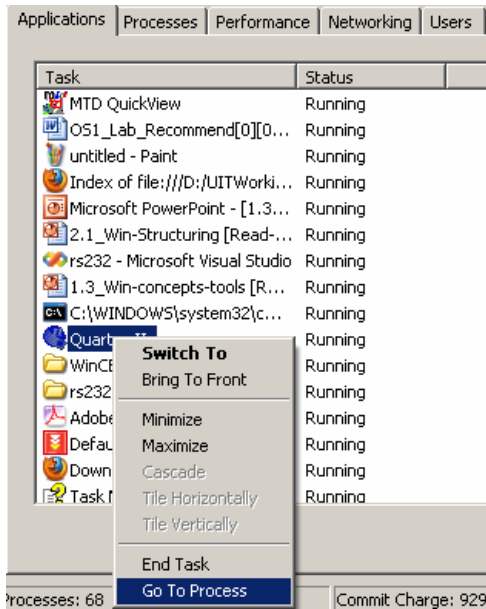 Applications Processes Performance Networking Users
Task Status
MTD QuickView Running
OS1_Lab_Recommend[0][0... Running
untitled - Paint Running
Index of file:///D:/UITWorki... Running
Microsoft PowerPoint - [1.3... Running
2.1_Win-Structuring [Read-... Running
rs232 - Microsoft Visual Studio Running
1.3_Win-concepts-tools [R... Running
C:\WINDOWS\system32\c... Running
Running
Switch To
WinCE Running
Bring To Front
rs232 Running
Adobe Minimize Running
Defau Maximize Running
Down Cascade Running
Task Tile Horizontally Running
Tile Vertically
End Task
Go To Process
Processes: 68 Commit Charge: 929